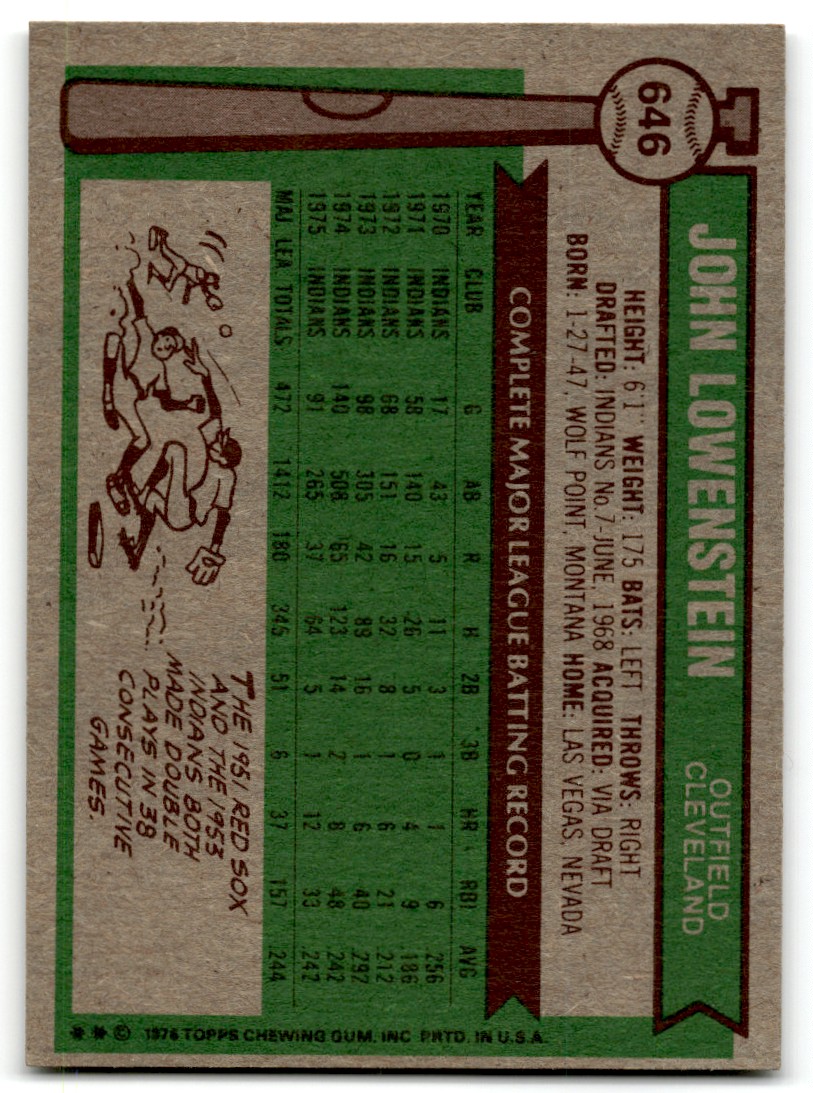 646
JOHN LOWENSTEIN
OUTFIELD
CLEVELAND
HEIGHT: 6'1" WEIGHT: 175 BATS: LEFT THROWS: RIGHT
DRAFTED: INDIANS No. 7-JUNE, 1968 ACQUIRED: VIA DRAFT
BORN: 1-27-47, WOLF POINT, MONTANA HOME: LAS VEGAS, NEVADA
COMPLETE MAJOR LEAGUE BATTING RECORD
YEAR CLUB G AB R H 2B 3B HR RBI AVG
1970 INDIANS 17 43 5 11 3 1 1 6 .256
1971 INDIANS 58 140 15 26 5 0 4 9 .186
1972 INDIANS 68 151 16 32 8 1 6 21 .212
1973 INDIANS 98 305 42 89 16 1 6 40 .292
1974 INDIANS 140 508 65 123 14 2 8 48 .242
1975 INDIANS 91 265 37 64 5 1 12 33 .242
MAJ LEA TOTALS 472 1412 180 345 51 6 37 157 .244
THE 1951 RED SOX
AND THE 1953
INDIANS BOTH
MADE DOUBLE
PLAYS IN 38
CONSECUTIVE
GAMES.
** © 1976 TOPPS CHEWING GUM, INC PRTD. IN U.S.A.